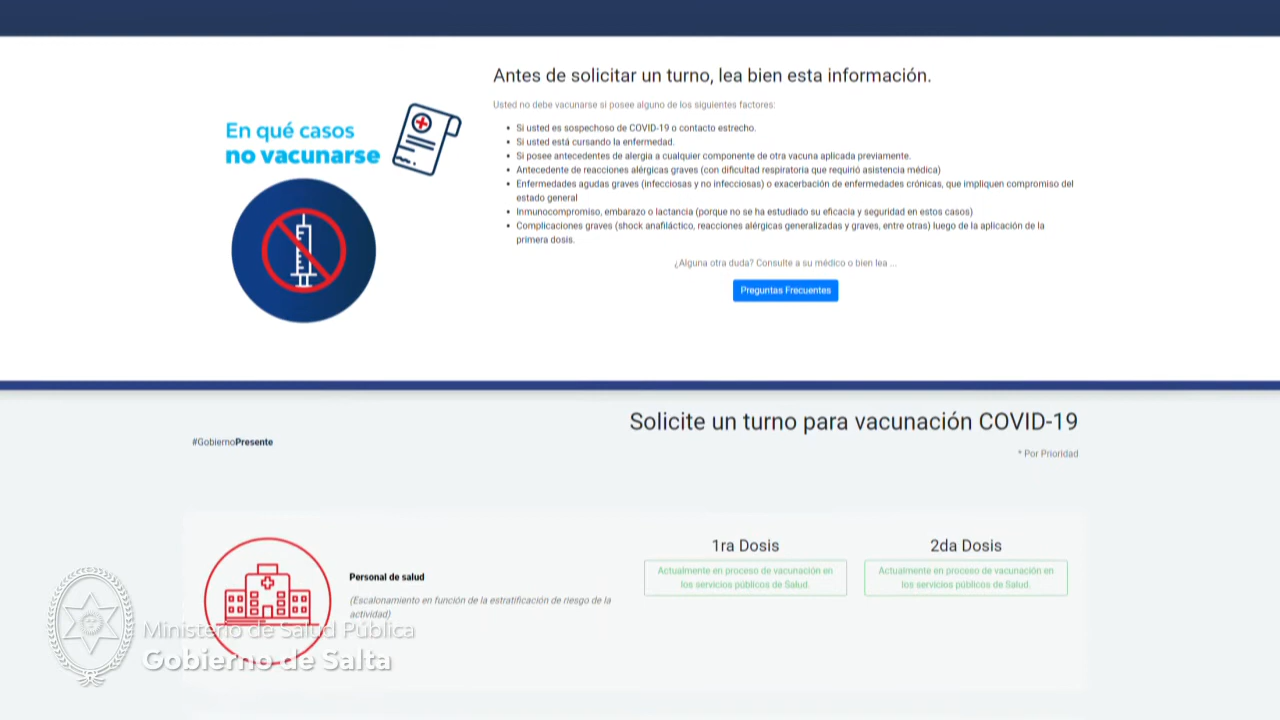 Antes de solicitar un turno, lea bien esta información.
Usted no debe vacunarse si posee alguno de los siguientes factores:
En qué casos
no vacunarse
Si usted es sospechoso de COVID-19 o contacto estrecho.
Si usted está cursando la enfermedad.
Si posee antecedentes de alergia a cualquier componente de otra vacuna aplicada previamente.
Antecedente de reacciones alérgicas graves (con dificultad respiratoria que requirió asistencia médica)
Enfermedades agudas graves (infecciosas y no infecciosas) o exacerbación de enfermedades crónicas, que impliquen compromiso del
estado general
Inmunocompromiso, embarazo o lactancia (porque no se ha estudiado su eficacia y seguridad en estos casos)
Complicaciones graves (shock anafiláctico, reacciones alérgicas generalizadas y graves, entre otras) luego de la aplicación de la
primera dosis.
¿Alguna otra duda? Consulte a su médico o bien lea ...
Preguntas Frecuentes
Solicite un turno para vacunación COVID-19
#GobiernoPresente
* Por Prioridad
1ra Dosis
2da Dosis
Actualmente en proceso de vacunación en
los servicios públicos de Salud.
Actualmente en proceso de vacunación en
los servicios públicos de Salud.
Personal de salud
(Escalonamiento en función de la estratificación de riesgo de la
actividad)
Ministerio de Salud Pública
Gobierno de Salta